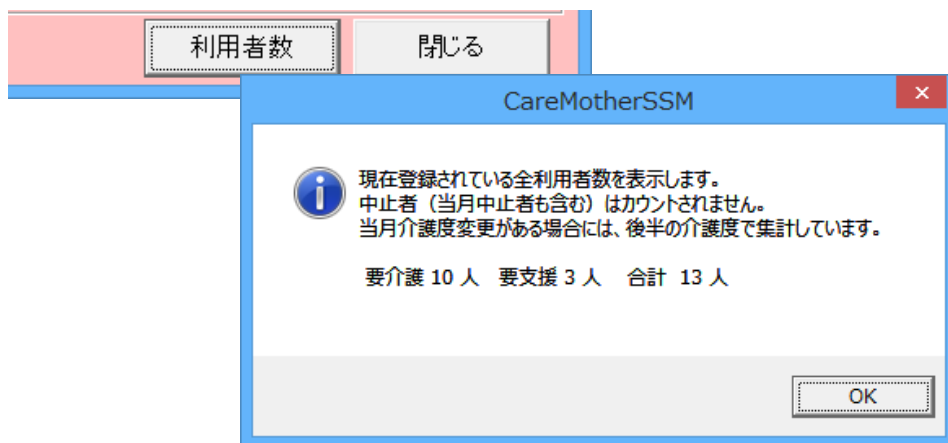 利用者数
閉じる
CareMotherSSM
現在登録されている全利用者数を表示します。
中止者（当月中止者も含む）はカウントされません。
当月介護度変更がある場合には、後半の介護度で集計しています。
要介護 10 人 要支援 3 人 合計 13 人
OK